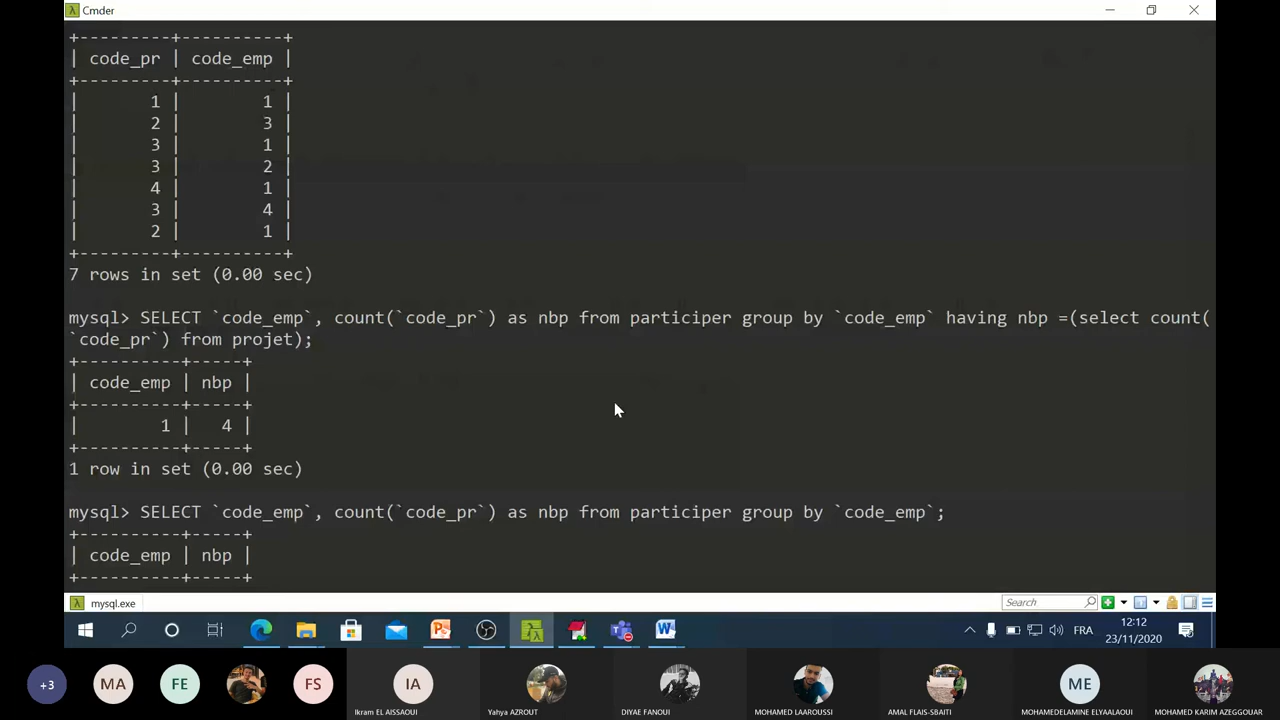 Cmder
+---------+----------+
| code_pr | code_emp |
+---------+----------+
|       1 |        1 |
|       2 |        3 |
|       3 |        1 |
|       3 |        2 |
|       4 |        1 |
|       3 |        4 |
|       2 |        1 |
+---------+----------+
7 rows in set (0.00 sec)
mysql> SELECT `code_emp`, count(`code_pr`) as nbp from participer group by `code_emp` having nbp =(select count(
`code_pr`) from projet);
+----------+-----+
| code_emp | nbp |
+----------+-----+
|        1 |   4 |
+----------+-----+
1 row in set (0.00 sec)
mysql> SELECT `code_emp`, count(`code_pr`) as nbp from participer group by `code_emp`;
+----------+-----+
| code_emp | nbp |
+----------+-----+
mysql.exe
Search
FRA
12:12
23/11/2020
+3
MA
FE
FS
IA
ME
Ikram EL AISSAOUI
Yahya AZROUT
DIYAE FANOUI
MOHAMED LAAROUSSI
AMAL FLAIS-SBAITI
MOHAMEDELAMINE ELYAALAOUI
MOHAMED KARIM AZEGGOUAR